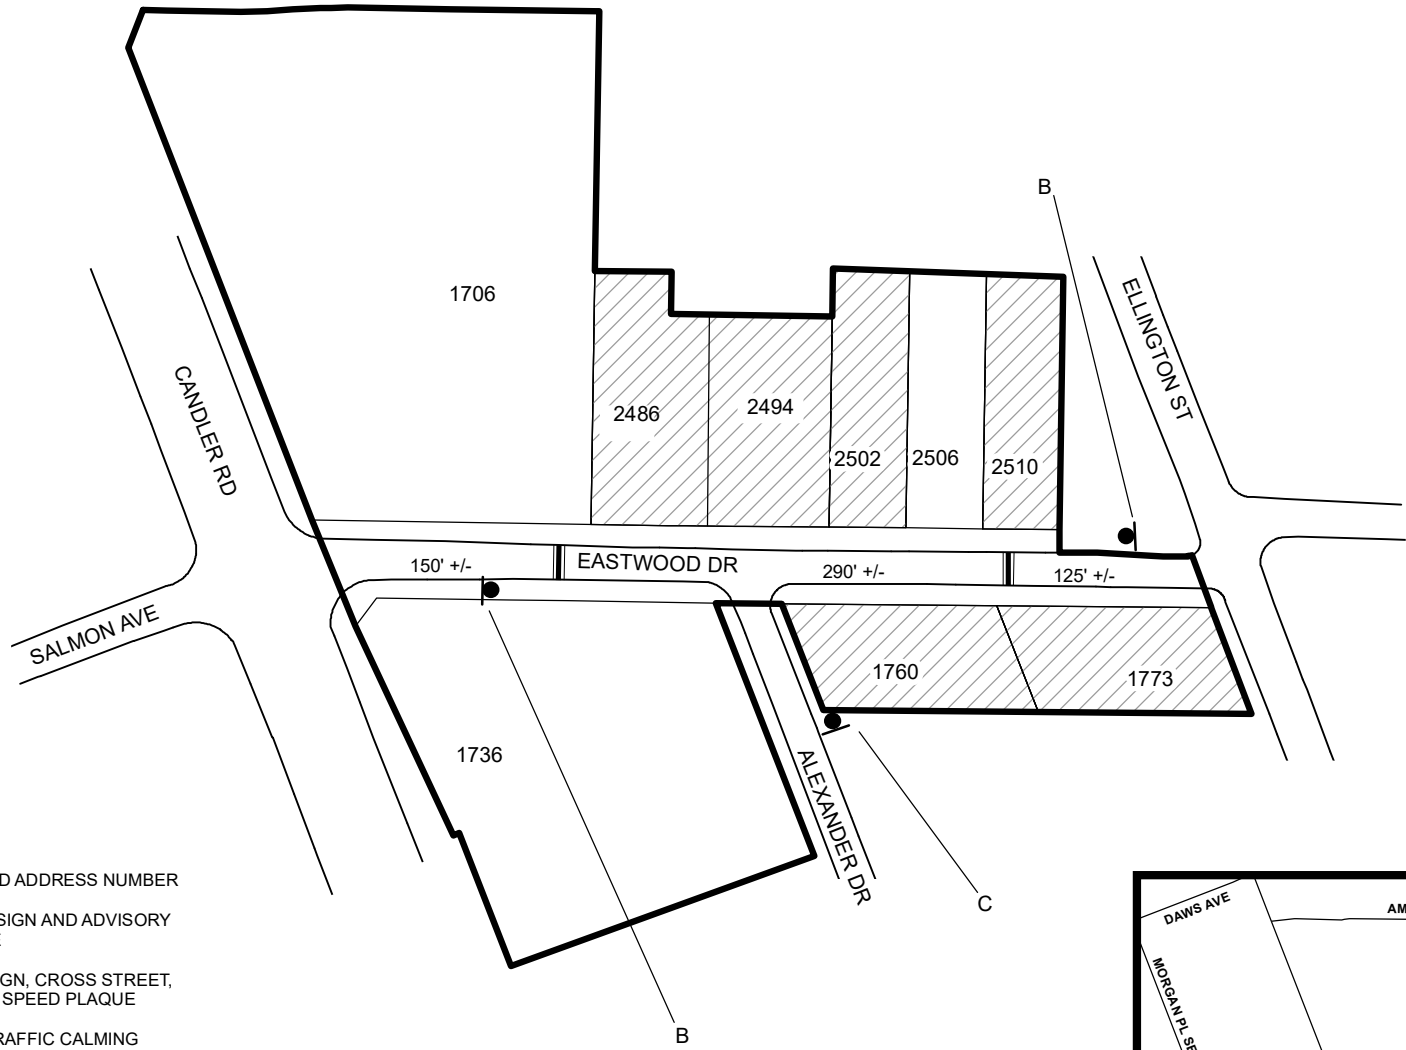 B
1706
ELLINGTON ST
CANDLER RD
2486
2494
2502
2506
2510
EASTWOOD DR
150' +/-
290' +/-
125' +/-
SALMON AVE
1760
1773
1736
ALEXANDER DR
C
B
D ADDRESS NUMBER
SIGN AND ADVISORY
GN, CROSS STREET,
SPEED PLAQUE
RAFFIC CALMING
DAWS AVE
AM
MORGAN PL SE